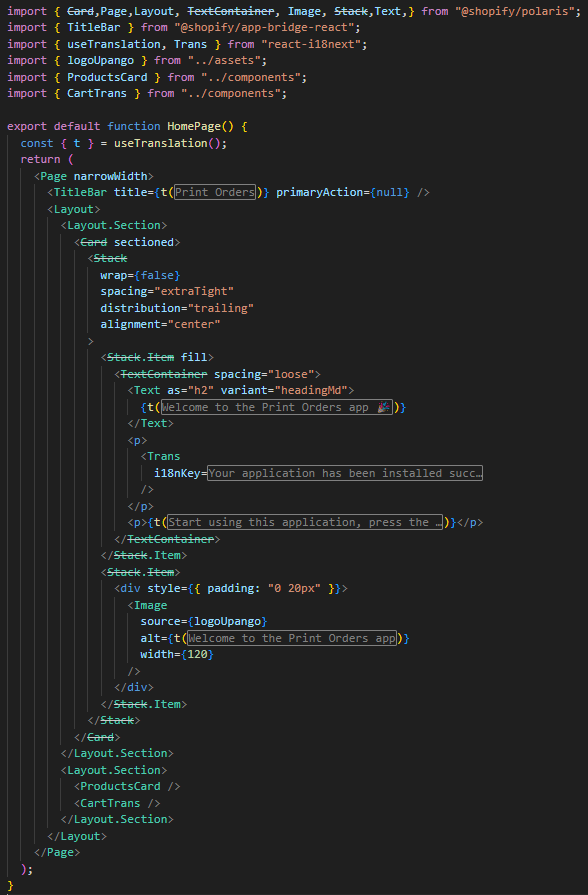 import { Card,Page,Layout, TextContainer, Image, Stack,Text,} from "@shopify/polaris";
import { TitleBar } from "@shopify/app-bridge-react";
import { useTranslation, Trans } from "react-i18next";
import { logoUpango } from "../assets";
import { ProductsCard } from "../components";
import { CartTrans } from "../components";

export default function HomePage() {
  const { t } = useTranslation();
  return (
    <Page narrowWidth>
      <TitleBar title={t(Print Orders)} primaryAction={null} />
      <Layout>
        <Layout.Section>
          <Card sectioned>
            <Stack
              wrap={false}
              spacing="extraTight"
              distribution="trailing"
              alignment="center"
            >
              <Stack.Item fill>
                <TextContainer spacing="loose">
                  <Text as="h2" variant="headingMd">
                    {t(Welcome to the Print Orders app 🎉)}
                  </Text>
                  <p>
                    <Trans
                      i18nKey=Your application has been installed succ…
                    />
                  </p>
                  <p>{t(Start using this application, press the …)}</p>
                </TextContainer>
              </Stack.Item>
              <Stack.Item>
                <div style={{ padding: "0 20px" }}>
                  <Image
                    source={logoUpango}
                    alt={t(Welcome to the Print Orders app)}
                    width={120}
                  />
                </div>
              </Stack.Item>
            </Stack>
          </Card>
        </Layout.Section>
        <Layout.Section>
          <ProductsCard />
          <CartTrans />
        </Layout.Section>
      </Layout>
    </Page>
  );
}